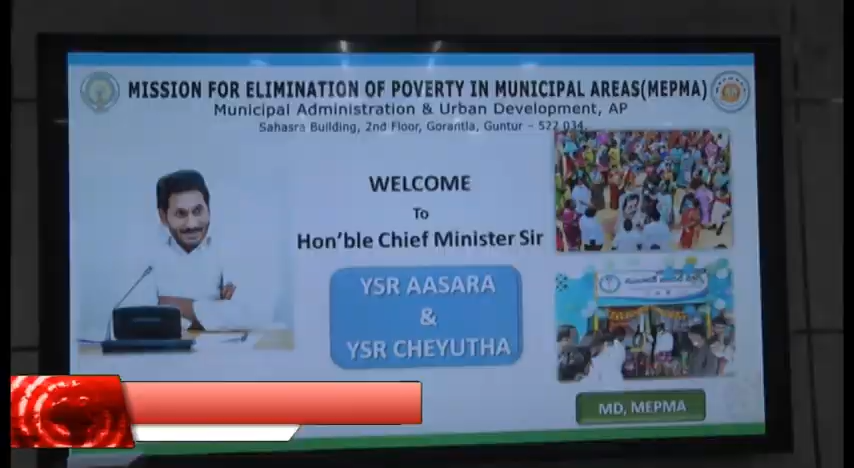 MISSION FOR ELIMINATION OF POVERTY IN MUNICIPAL AREAS(MEPMA)
Municipal Administration & Urban Development, AP
Sahasra Building, 2nd Floor, Gorantla, Guntur – 522 034.
WELCOME
To
Hon'ble Chief Minister Sir
YSR AASARA
&
YSR CHEYUTHA
MD, MEPMA